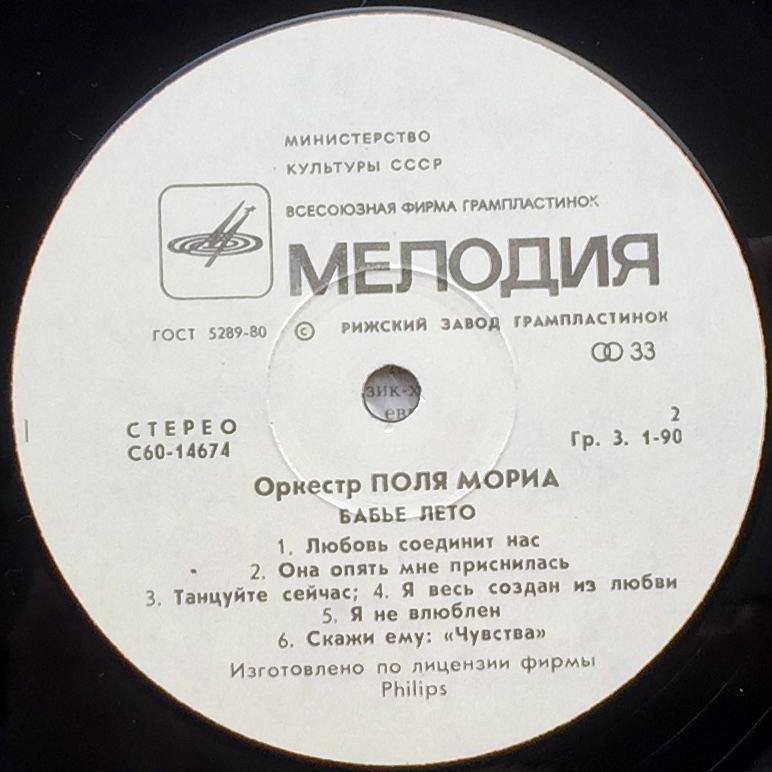 МИНИСТЕРСТВО
КУЛЬТУРЫ СССР
ВСЕСОЮЗНАЯ ФИРМА ГРАМПЛАСТИНОК
МЕЛОДИЯ
ГОСТ 5289-80 © РИЖСКИЙ ЗАВОД ГРАМПЛАСТИНОК
33
СТЕРЕО
2
С60-14674
Гр. 3. 1-90
Оркестр ПОЛЯ МОРИА
БАБЬЕ ЛЕТО
1. Любовь соединит нас
2. Она опять мне приснилась
3. Танцуйте сейчас; 4. Я весь создан из любви
5. Я не влюблен
6. Скажи ему: «Чувства»
Изготовлено по лицензии фирмы
Philips